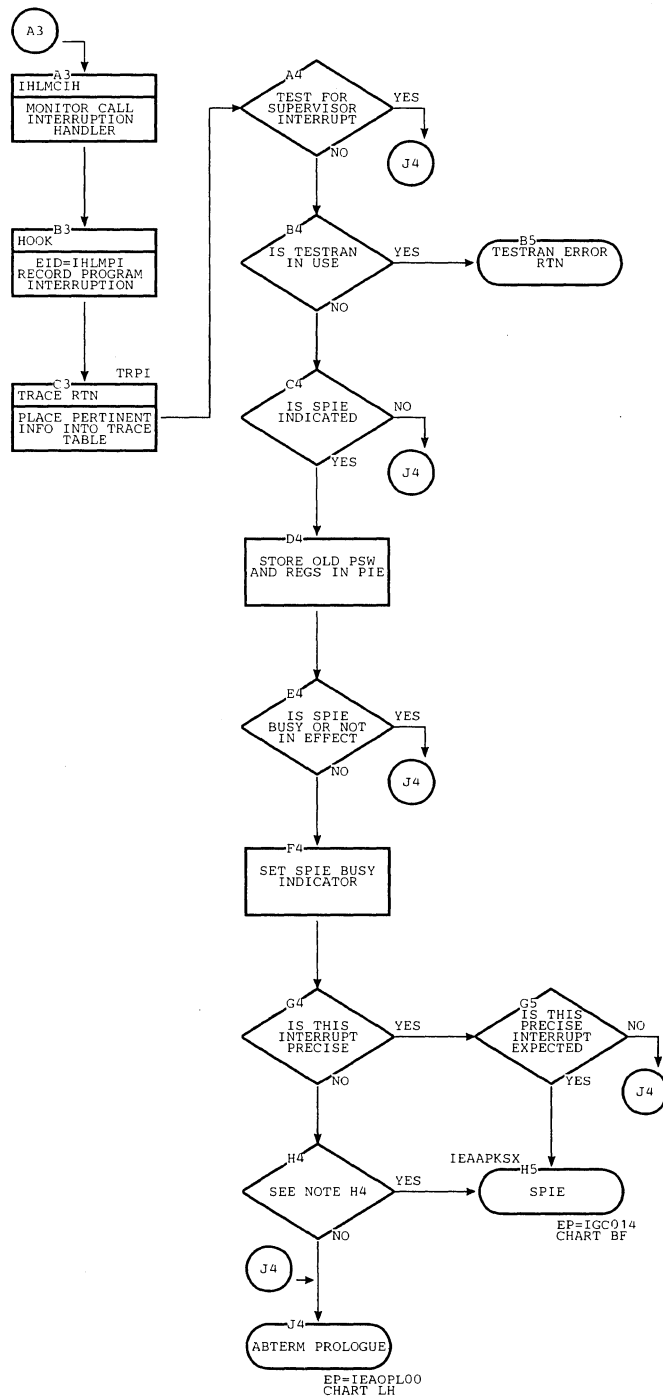 A3
A3
IHLMCIH
MONITOR CALL
INTERRUPTION
HANDLER
B3
HOOK
EID=IHLMPI
RECORD PROGRAM
INTERRUPTION
TRPI
C3
TRACE RTN
PLACE PERTINENT
INFO INTO TRACE
TABLE
A4
TEST FOR
SUPERVISOR
INTERRUPT
YES
J4
NO
B4
IS TESTRAN
IN USE
YES
B5
TESTRAN ERROR
RTN
NO
C4
IS SPIE
INDICATED
NO
J4
YES
D4
STORE OLD PSW
AND REGS IN PIE
E4
IS SPIE
BUSY OR NOT
IN EFFECT
YES
J4
NO
F4
SET SPIE BUSY
INDICATOR
G4
IS THIS
INTERRUPT
PRECISE
YES
G5
IS THIS
PRECISE
INTERRUPT
EXPECTED
NO
J4
YES
NO
H4
SEE NOTE H4
YES
IEAAPKSX
H5
SPIE
EP=IGC014
CHART BF
NO
J4
J4
ABTERM PROLOGUE
EP=IEAOPL00
CHART LH